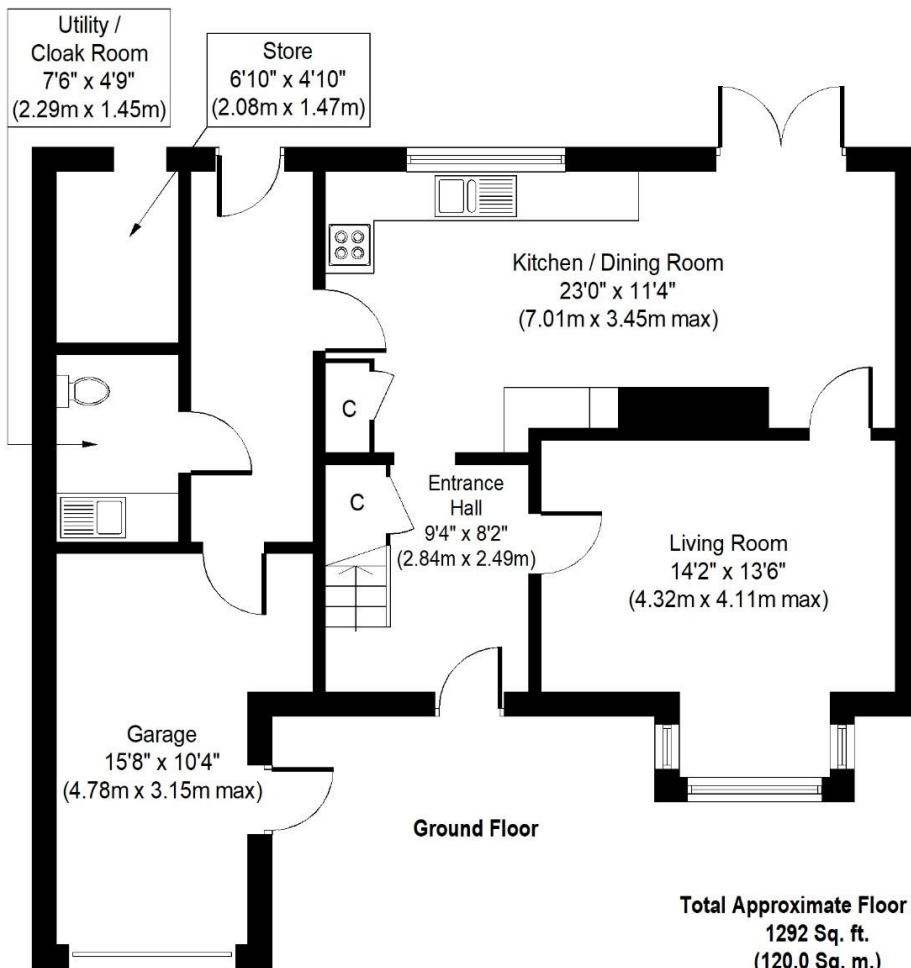 Utility /
Cloak Room
7'6" x 4'9"
(2.29m x 1.45m)
Store
6'10" x 4'10"
(2.08m x 1.47m)
Kitchen / Dining Room
23'0" x 11'4"
(7.01m x 3.45m max)
C
C
Entrance
Hall
9'4" x 8'2"
(2.84m x 2.49m)
Living Room
14'2" x 13'6"
(4.32m x 4.11m max)
Garage
15'8" x 10'4"
(4.78m x 3.15m max)
Ground Floor
Total Approximate Floor
1292 Sq. ft.
(120.0 Sq. m.)